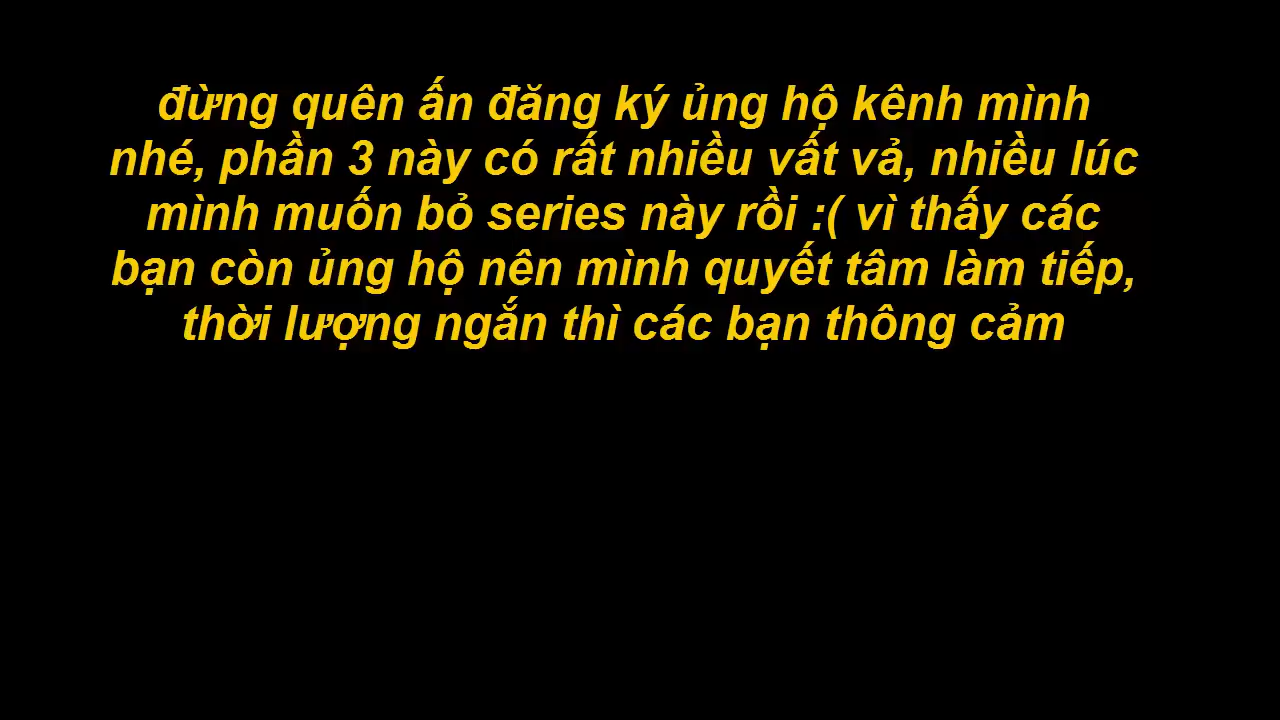 đừng quên ấn đăng ký ủng hộ kênh mình
nhé, phần 3 này có rất nhiều vất vả, nhiều lúc
mình muốn bỏ series này rồi :( vì thấy các
bạn còn ủng hộ nên mình quyết tâm làm tiếp,
thời lượng ngắn thì các bạn thông cảm